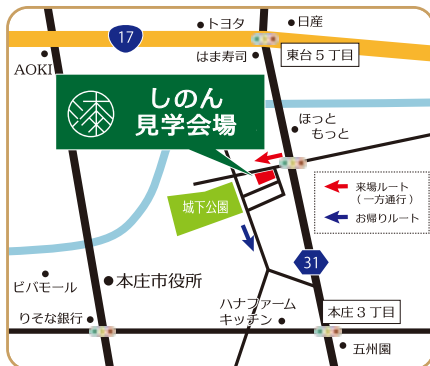 17
トヨタ
日産
はま寿司
東台5丁目
AOKI
しのん
見学会場
ほっと
もっと
来場ルート
(一方通行)
お帰りルート
城下公園
31
ビバモール
本庄市役所
ハナファーム
キッチン
本庄3丁目
りそな銀行
五州園